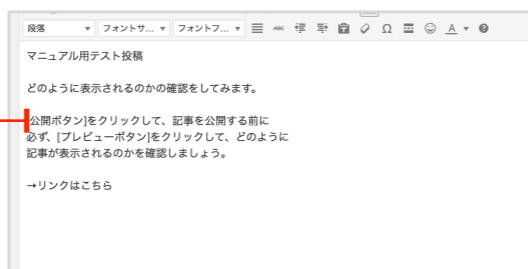 段落 フォントサ... フォントフ... ABC Ω A
マニュアル用テスト投稿
どのように表示されるのかの確認をしてみます。
公開ボタン]をクリックして、記事を公開する前に
必ず、[プレビューボタン]をクリックして、どのように
記事が表示されるのかを確認しましょう。
→リンクはこちら